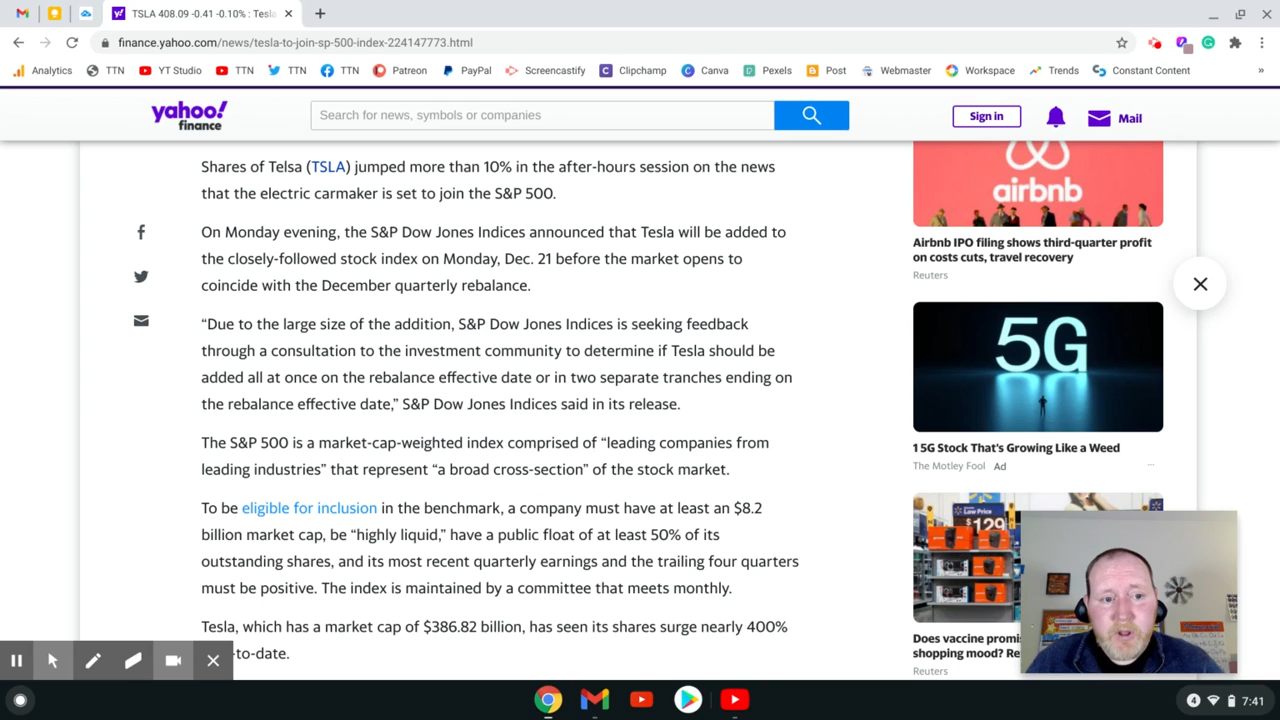 TSLA 408.09 -0.41 -0.10% : Tesla
finance.yahoo.com/news/tesla-to-join-sp-500-index-224147773.html
Analytics TTN YT Studio TTN TTN TTN Patreon PayPal Screencastify Clipchamp Canva Pexels Post Webmaster Workspace Trends Constant Content »
yahoo!
finance
Search for news, symbols or companies
Sign in
Mail
Shares of Telsa (TSLA) jumped more than 10% in the after-hours session on the news
that the electric carmaker is set to join the S&P 500.
On Monday evening, the S&P Dow Jones Indices announced that Tesla will be added to
the closely-followed stock index on Monday, Dec. 21 before the market opens to
coincide with the December quarterly rebalance.
“Due to the large size of the addition, S&P Dow Jones Indices is seeking feedback
through a consultation to the investment community to determine if Tesla should be
added all at once on the rebalance effective date or in two separate tranches ending on
the rebalance effective date,” S&P Dow Jones Indices said in its release.
The S&P 500 is a market-cap-weighted index comprised of “leading companies from
leading industries” that represent “a broad cross-section” of the stock market.
To be eligible for inclusion in the benchmark, a company must have at least an $8.2
billion market cap, be “highly liquid,” have a public float of at least 50% of its
outstanding shares, and its most recent quarterly earnings and the trailing four quarters
must be positive. The index is maintained by a committee that meets monthly.
Tesla, which has a market cap of $386.82 billion, has seen its shares surge nearly 400%
-to-date.
airbnb
Airbnb IPO filing shows third-quarter profit
on costs cuts, travel recovery
Reuters
5G
1 5G Stock That's Growing Like a Weed
The Motley Fool Ad
Low Price
$129
Does vaccine promi
shopping mood? Re
Reuters
4
7:41